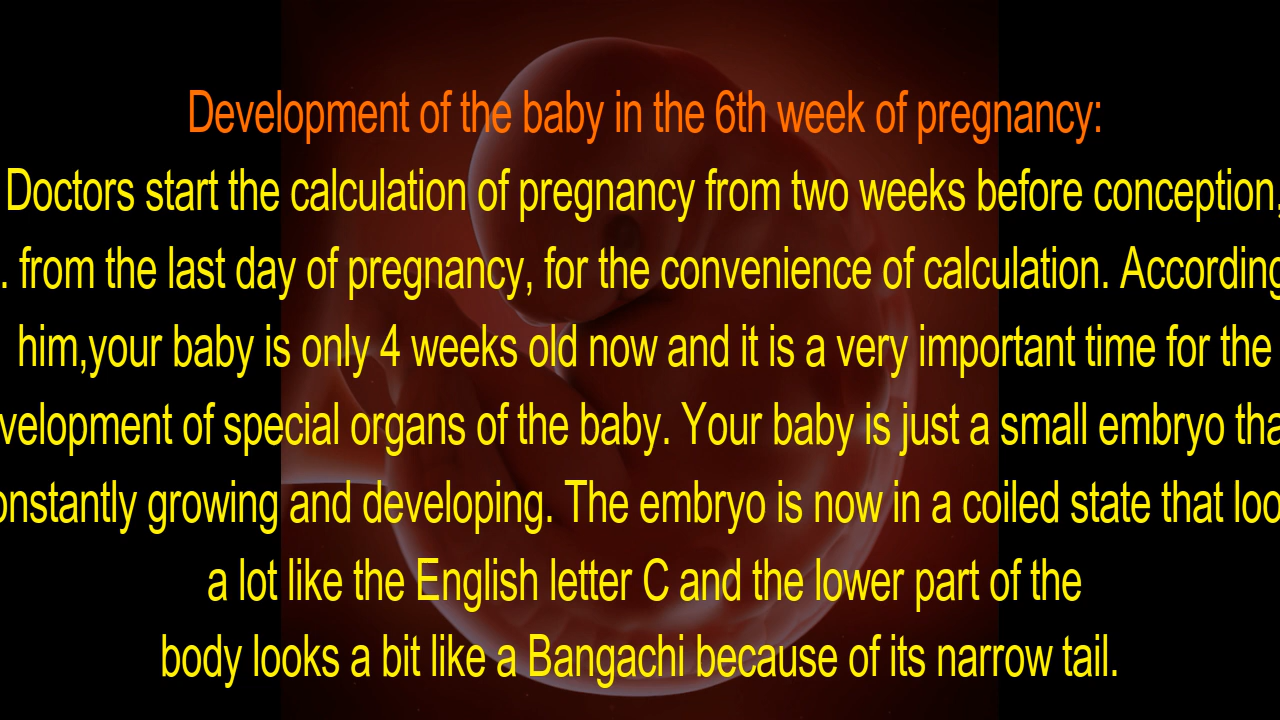 Development of the baby in the 6th week of pregnancy:
Doctors start the calculation of pregnancy from two weeks before conception,
. from the last day of pregnancy, for the convenience of calculation. According
him,your baby is only 4 weeks old now and it is a very important time for the
velopment of special organs of the baby. Your baby is just a small embryo tha
onstantly growing and developing. The embryo is now in a coiled state that loo
a lot like the English letter C and the lower part of the
body looks a bit like a Bangachi because of its narrow tail.